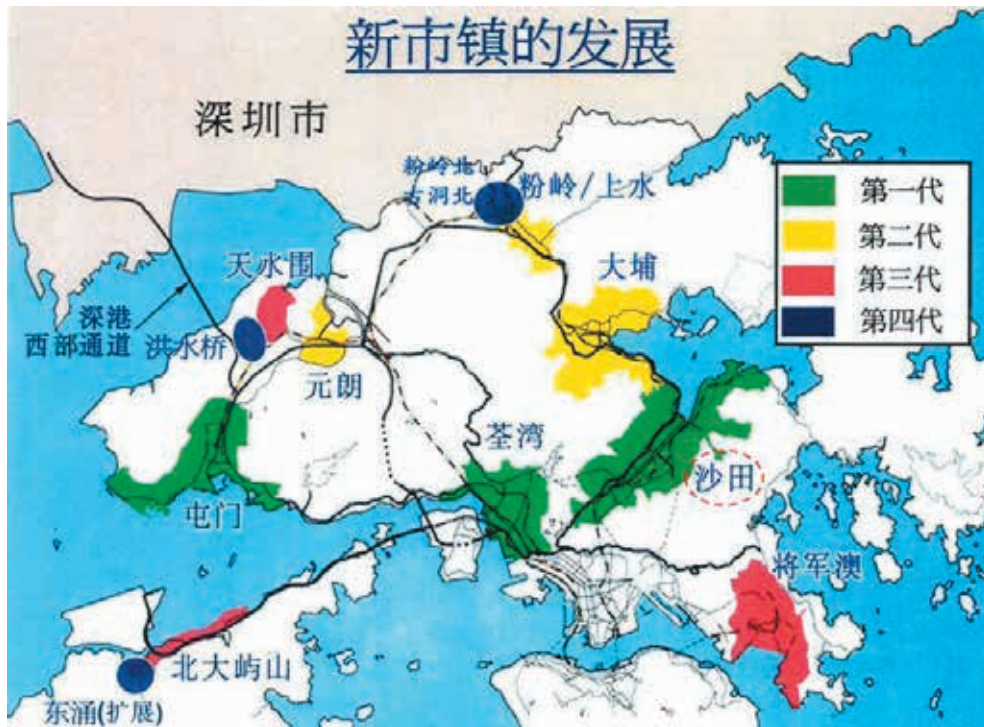 新市镇的发展
深圳市
粉岭北
古洞北
粉岭/上水
第一代
第二代
第三代
第四代
天水围
大埔
深港
西部通道
洪水桥
元朗
荃湾
沙田
屯门
将军澳
北大屿山
东涌(扩展)